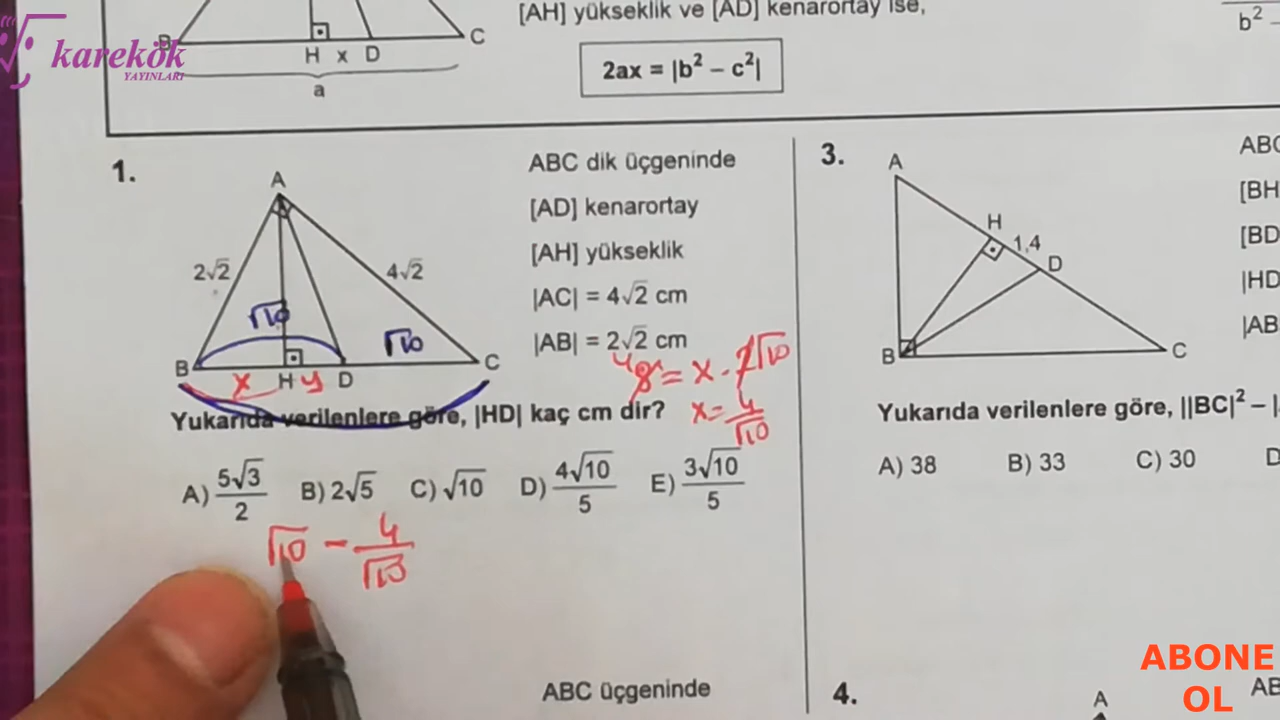 karekök
YAYINLARI
[AH] yükseklik ve [AD] kenarortay ise,
B H x D C
a
2ax = |b² – c²|
b² –
1.
A
2√2
4√2
√10
√10
B H D C
x y
ABC dik üçgeninde
[AD] kenarortay
[AH] yükseklik
|AC| = 4√2 cm
|AB| = 2√2 cm
Yukarıda verilenlere göre, |HD| kaç cm dir?
8 = x · 2√10
4
x = 4/√10
A) 5√3/2 B) 2√5 C) √10 D) 4√10/5 E) 3√10/5
√10 – 4/√10
ABC üçgeninde
3.
A
H
1,4
D
B
C
ABC
[BH
[BD
|HD
|AB
Yukarıda verilenlere göre, ||BC|² – |
A) 38 B) 33 C) 30 D
4.
A
AB
ABONE
OL